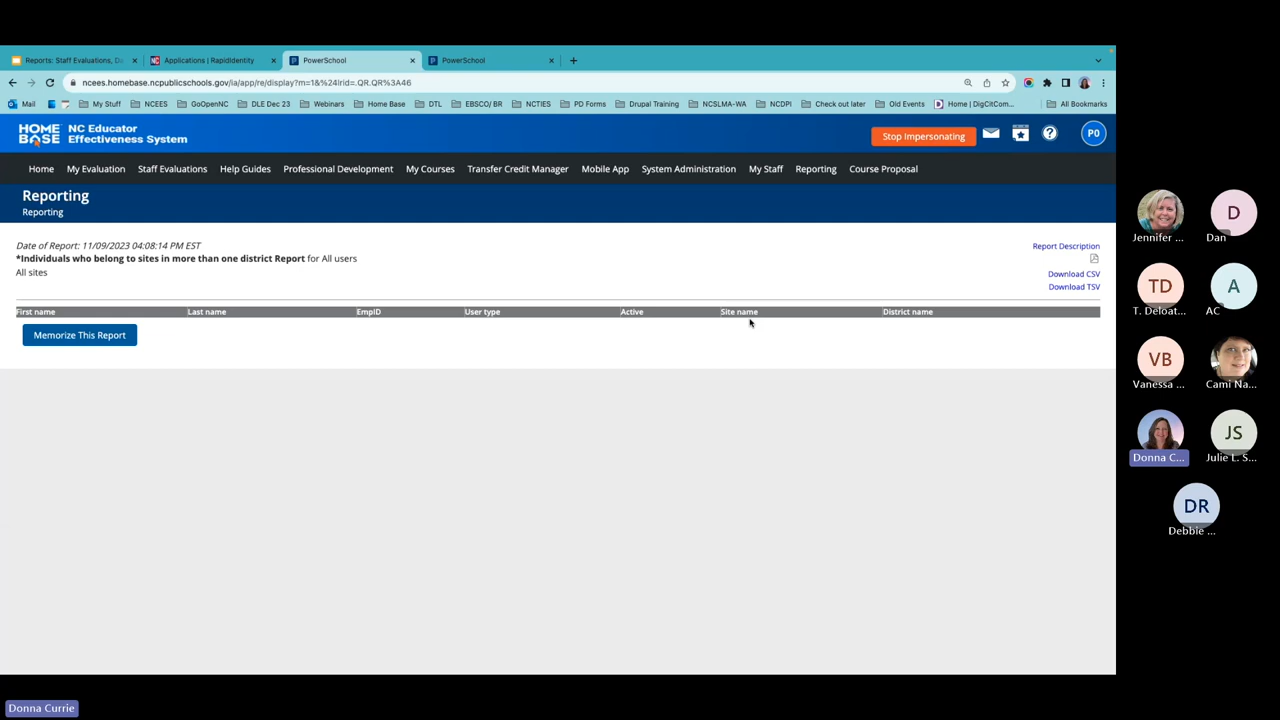 Reports: Staff Evaluations, Da
Applications | RapidIdentity
PowerSchool
PowerSchool
ncees.homebase.ncpublicschools.gov/ia/app/re/display?m=1&%24irid=.QR.QR%3A46
Mail
My Stuff
NCEES
GoOpenNC
DLE Dec 23
Webinars
Home Base
DTL
EBSCO/ BR
NCTIES
PD Forms
Drupal Training
NCSLMA-WA
NCDPI
Check out later
Old Events
Home | DigCitCom...
All Bookmarks
HOME BASE
NC Educator
Effectiveness System
Stop Impersonating
P0
Home
My Evaluation
Staff Evaluations
Help Guides
Professional Development
My Courses
Transfer Credit Manager
Mobile App
System Administration
My Staff
Reporting
Course Proposal
Reporting
Reporting
Date of Report: 11/09/2023 04:08:14 PM EST
*Individuals who belong to sites in more than one district Report for All users
All sites
Report Description
Download CSV
Download TSV
First name
Last name
EmpID
User type
Active
Site name
District name
Memorize This Report
Jennifer ...
D
Dan
TD
T. Deloat...
A
AC
VB
Vanessa ...
Cami Na...
Donna C...
JS
Julie L. S...
DR
Debbie ...
Donna Currie